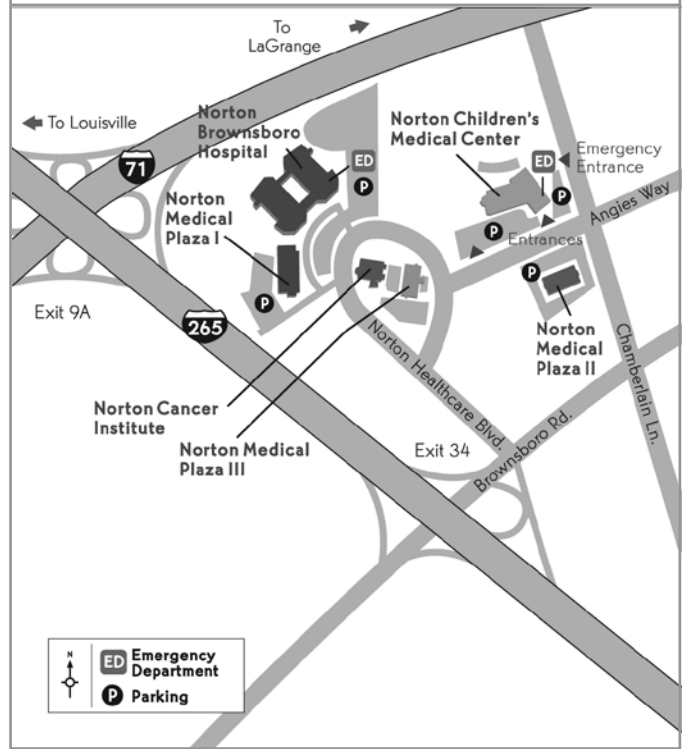 To
LaGrange
To Louisville
71
Norton
Brownsboro
Hospital
ED
P
Norton Children's
Medical Center
ED
Emergency
Entrance
P
P
Entrances
Angies Way
Norton
Medical
Plaza I
P
P
Norton
Medical
Plaza II
Exit 9A
265
Norton Healthcare Blvd.
Chamberlain Ln.
Brownsboro Rd.
Norton Cancer
Institute
Norton Medical
Plaza III
Exit 34
N
ED Emergency
Department
P Parking